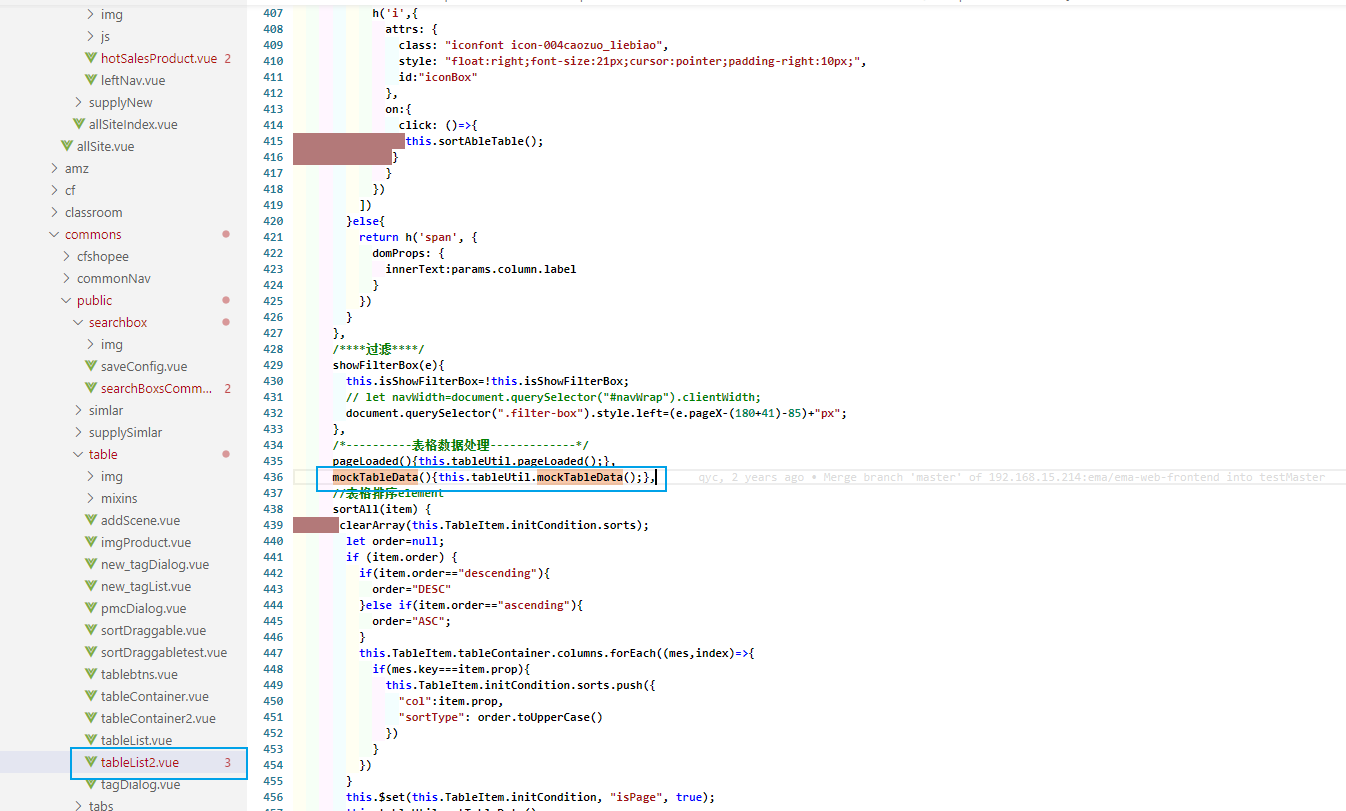 img
js
hotSalesProduct.vue 2
leftNav.vue
supplyNew
allSiteIndex.vue
allSite.vue
amz
cf
classroom
commons
cfshopee
commonNav
public
searchbox
img
saveConfig.vue
searchBoxsComm... 2
simlar
supplySimlar
table
img
mixins
addScene.vue
imgProduct.vue
new_tagDialog.vue
new_tagList.vue
pmcDialog.vue
sortDraggable.vue
sortDraggabletest.vue
tablebtns.vue
tableContainer.vue
tableContainer2.vue
tableList.vue
tableList2.vue 3
tagDialog.vue
tabs
407 h('i',{
408 attrs: {
409 class: "iconfont icon-004caozuo_liebiao",
410 style: "float:right;font-size:21px;cursor:pointer;padding-right:10px;",
411 id:"iconBox"
412 },
413 on:{
414 click: ()=>{
415 this.sortAbleTable();
416 }
417 }
418 })
419 ])
420 }else{
421 return h('span', {
422 domProps: {
423 innerText:params.column.label
424 }
425 })
426 }
427 },
428 /****过滤****/
429 showFilterBox(e){
430 this.isShowFilterBox=!this.isShowFilterBox;
431 // let navWidth=document.querySelector("#navWrap").clientWidth;
432 document.querySelector(".filter-box").style.left=(e.pageX-(180+41)-85)+"px";
433 },
434 /*----------表格数据处理-------------*/
435 pageLoaded(){this.tableUtil.pageLoaded();},
436 mockTableData(){this.tableUtil.mockTableData();}, qyc, 2 years ago • Merge branch 'master' of 192.168.15.214:ema/ema-web-frontend into testMaster
437 //表格排序element
438 sortAll(item) {
439 clearArray(this.TableItem.initCondition.sorts);
440 let order=null;
441 if (item.order) {
442 if(item.order=="descending"){
443 order="DESC"
444 }else if(item.order=="ascending"){
445 order="ASC";
446 }
447 this.TableItem.tableContainer.columns.forEach((mes,index)=>{
448 if(mes.key===item.prop){
449 this.TableItem.initCondition.sorts.push({
450 "col":item.prop,
451 "sortType": order.toUpperCase()
452 })
453 }
454 })
455 }
456 this.$set(this.TableItem.initCondition, "isPage", true);